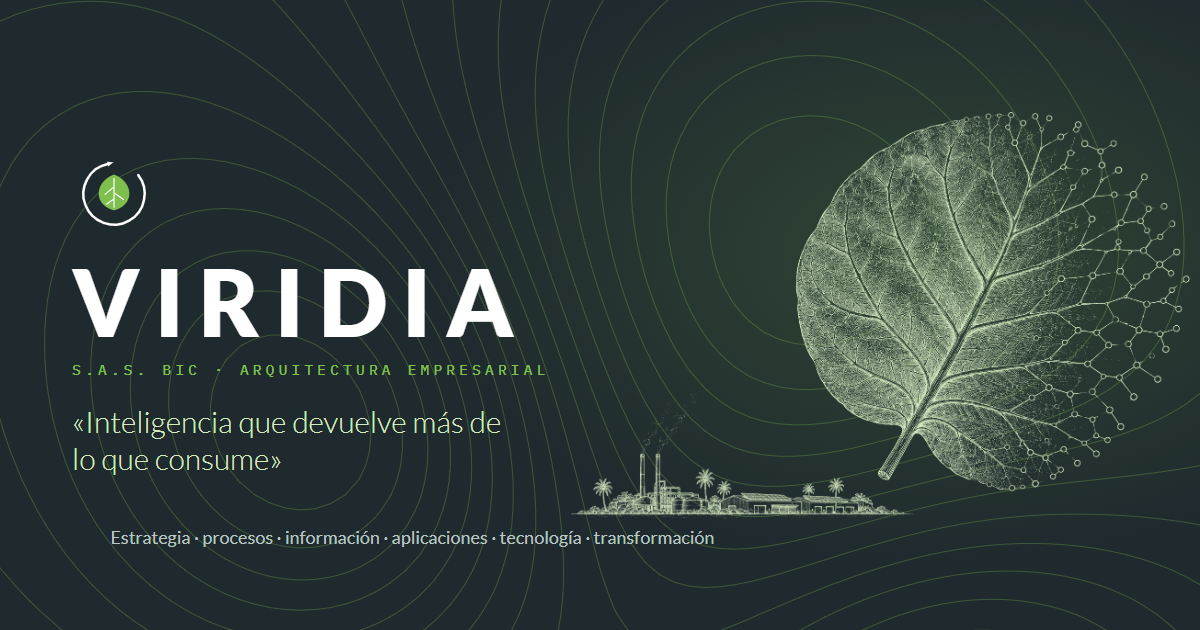 VIRIDIA
S.A.S. BIC · ARQUITECTURA EMPRESARIAL
«Inteligencia que devuelve más de
lo que consume»
Estrategia · procesos · información · aplicaciones · tecnología · transformación